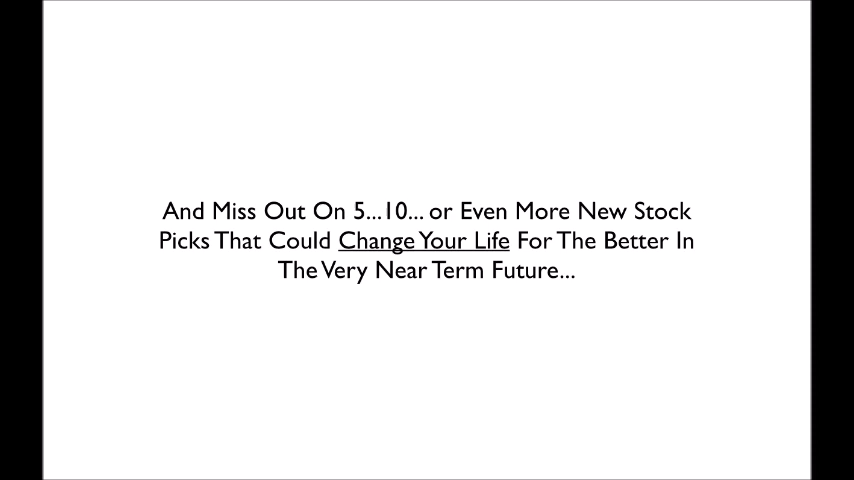 And Miss Out On 5...10... or Even More New Stock
Picks That Could Change Your Life For The Better In
The Very Near Term Future...